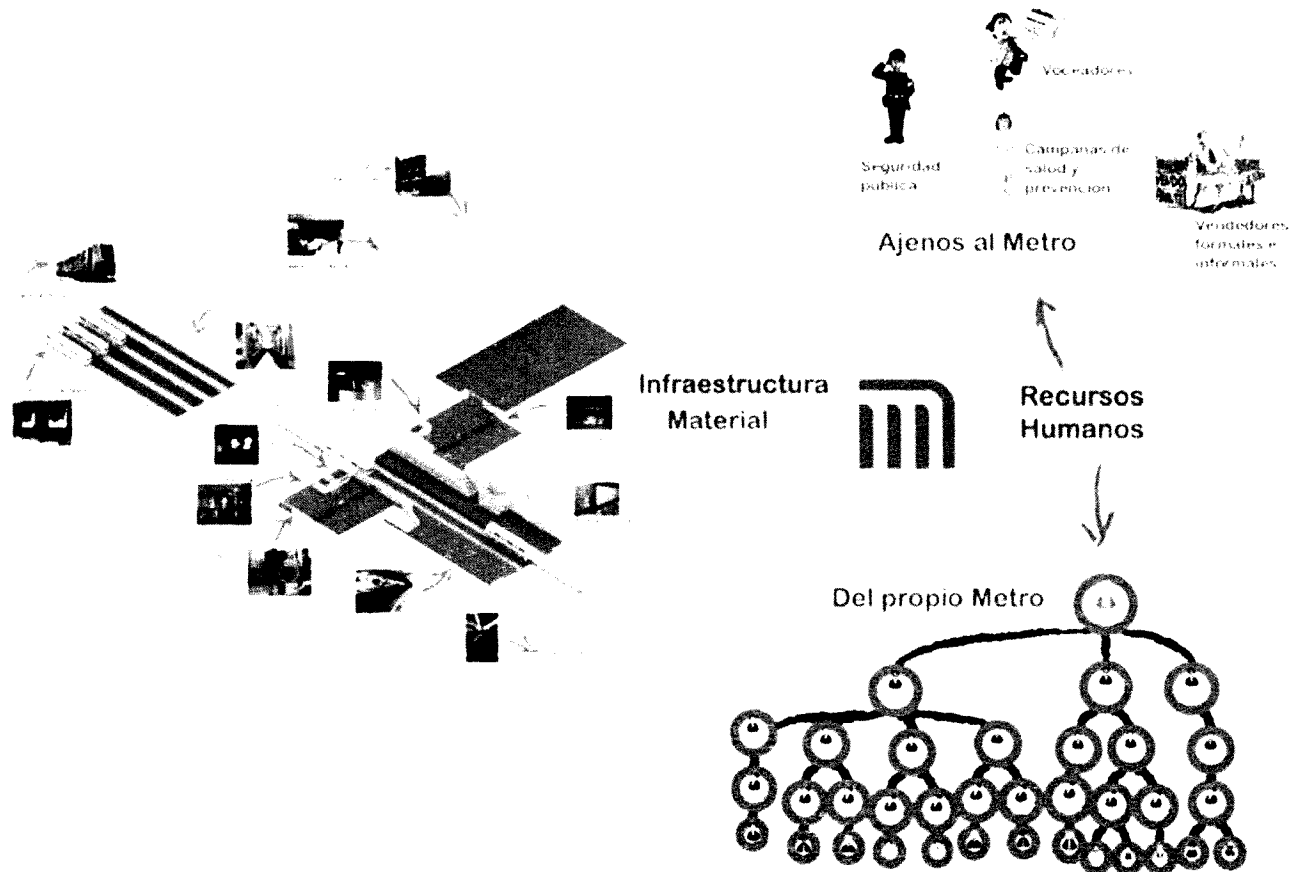 Voceadores
Seguridad
pública
Campañas de
salud y
prevención
Vendedores
formales e
informales
Ajenos al Metro
Infraestructura
Material
Recursos
Humanos
Del propio Metro